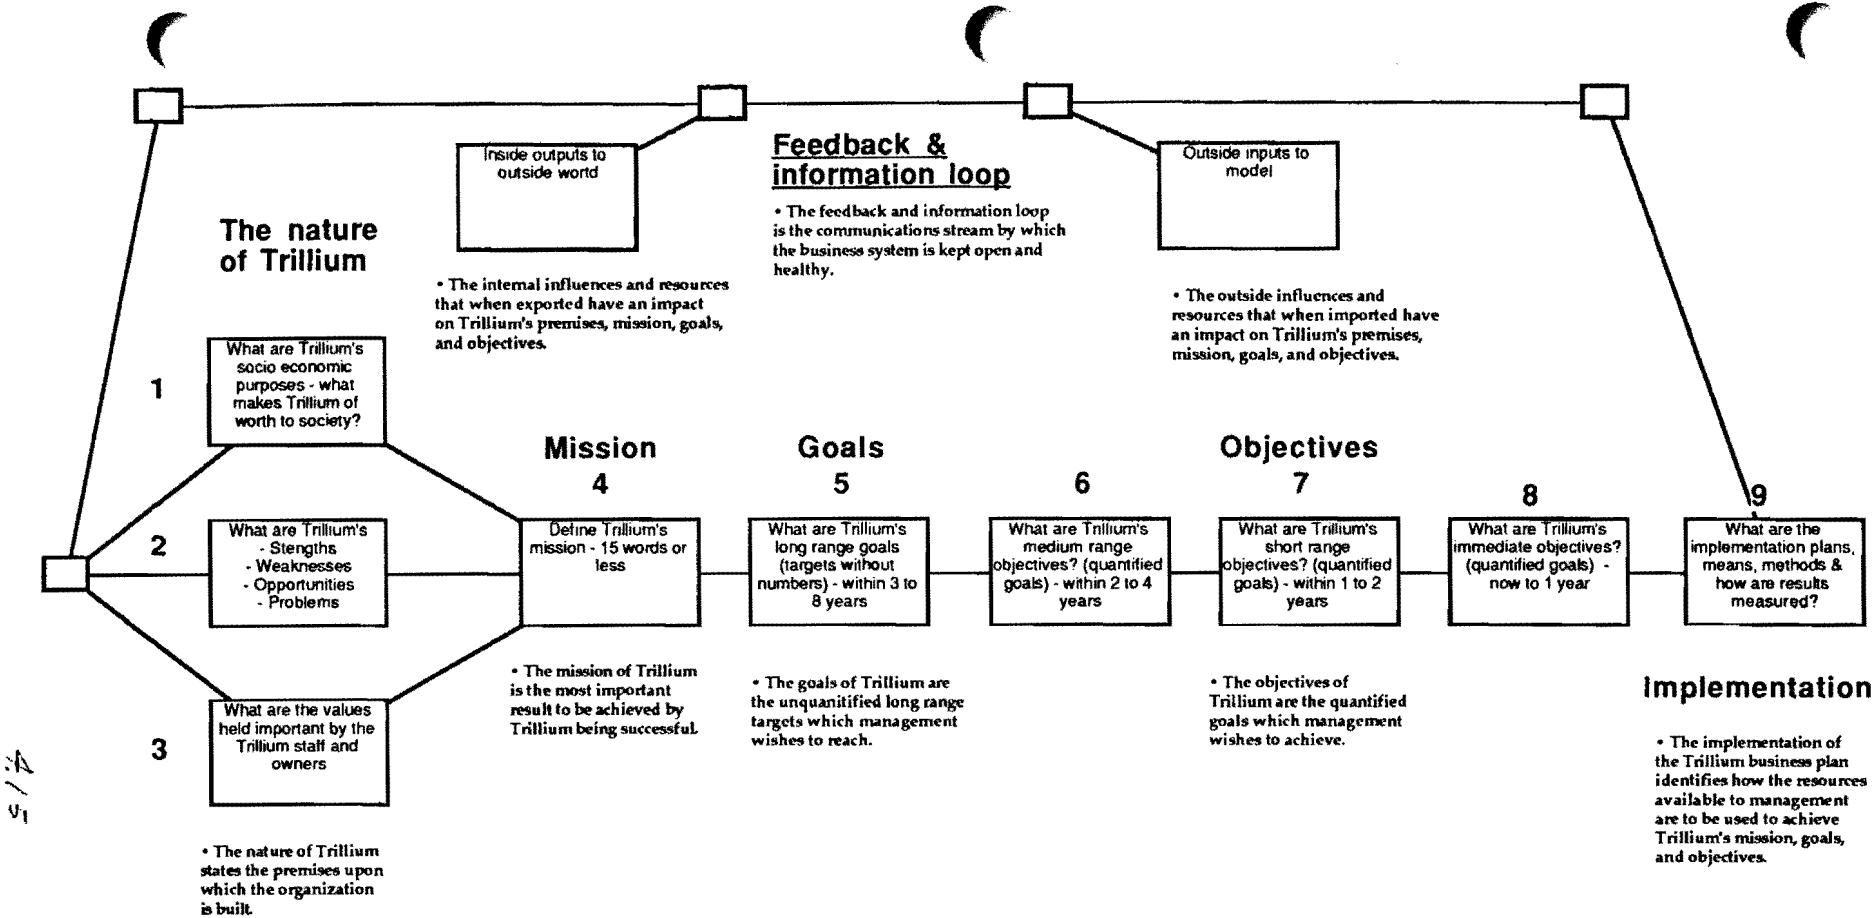 Inside outputs to
outside world
Feedback &
information loop
Outside inputs to
model
• The feedback and information loop
is the communications stream by which
the business system is kept open and
healthy.
The nature
of Trillium
• The internal influences and resources
that when exported have an impact
on Trillium's premises, mission, goals,
and objectives.
• The outside influences and
resources that when imported have
an impact on Trillium's premises,
mission, goals, and objectives.
1
What are Trillium's
socio economic
purposes - what
makes Trillium of
worth to society?
Mission
4
Goals
5
6
Objectives
7
8
9
2
What are Trillium's
- Stengths
- Weaknesses
- Opportunities
- Problems
Define Trillium's
mission - 15 words or
less
What are Trillium's
long range goals
(targets without
numbers) - within 3 to
8 years
What are Trillium's
medium range
objectives? (quantified
goals) - within 2 to 4
years
What are Trillium's
short range
objectives? (quantified
goals) - within 1 to 2
years
What are Trillium's
immediate objectives?
(quantified goals) -
now to 1 year
What are the
implementation plans,
means, methods &
how are results
measured?
• The mission of Trillium
is the most important
result to be achieved by
Trillium being successful.
• The goals of Trillium are
the unquanitified long range
targets which management
wishes to reach.
• The objectives of
Trillium are the quantified
goals which management
wishes to achieve.
Implementation
• The implementation of
the Trillium business plan
identifies how the resources
available to management
are to be used to achieve
Trillium's mission, goals,
and objectives.
3
What are the values
held important by the
Trillium staff and
owners
• The nature of Trillium
states the premises upon
which the organization
is built.